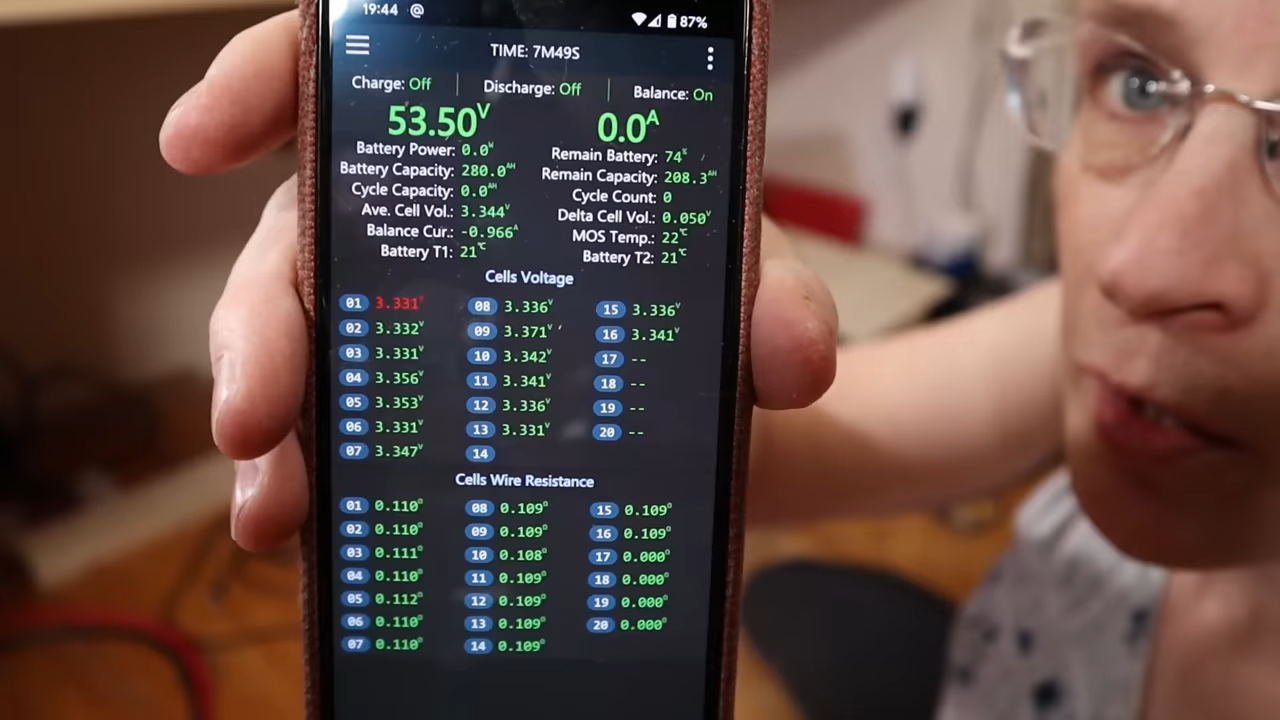 19:44 @ 87%
TIME: 7M49S
Charge: Off Discharge: Off Balance: On
53.50V 0.0A
Battery Power: 0.0W Remain Battery: 74%
Battery Capacity: 280.0AH Remain Capacity: 208.3AH
Cycle Capacity: 0.0AH Cycle Count: 0
Ave. Cell Vol.: 3.344V Delta Cell Vol.: 0.050V
Balance Cur.: -0.966A MOS Temp.: 22℃
Battery T1: 21℃ Battery T2: 21℃
Cells Voltage
01 3.331V 08 3.336V 15 3.336V
02 3.332V 09 3.371V 16 3.341V
03 3.331V 10 3.342V 17 --
04 3.356V 11 3.341V 18 --
05 3.353V 12 3.336V 19 --
06 3.331V 13 3.331V 20 --
07 3.347V 14
Cells Wire Resistance
01 0.110Ω 08 0.109Ω 15 0.109Ω
02 0.110Ω 09 0.109Ω 16 0.109Ω
03 0.111Ω 10 0.108Ω 17 0.000Ω
04 0.110Ω 11 0.109Ω 18 0.000Ω
05 0.112Ω 12 0.109Ω 19 0.000Ω
06 0.110Ω 13 0.109Ω 20 0.000Ω
07 0.110Ω 14 0.109Ω